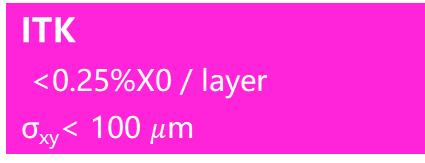 ITK
<0.25%X0 / layer
σxy< 100 𝜇m